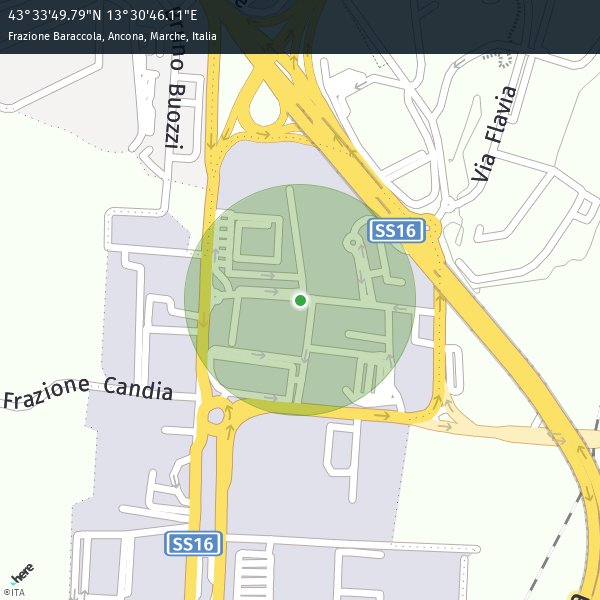 43°33'49.79"N 13°30'46.11"E
Frazione Baraccola, Ancona, Marche, Italia
no Buozzi
Via Flavia
SS16
Frazione Candia
SS16
here
©ITA